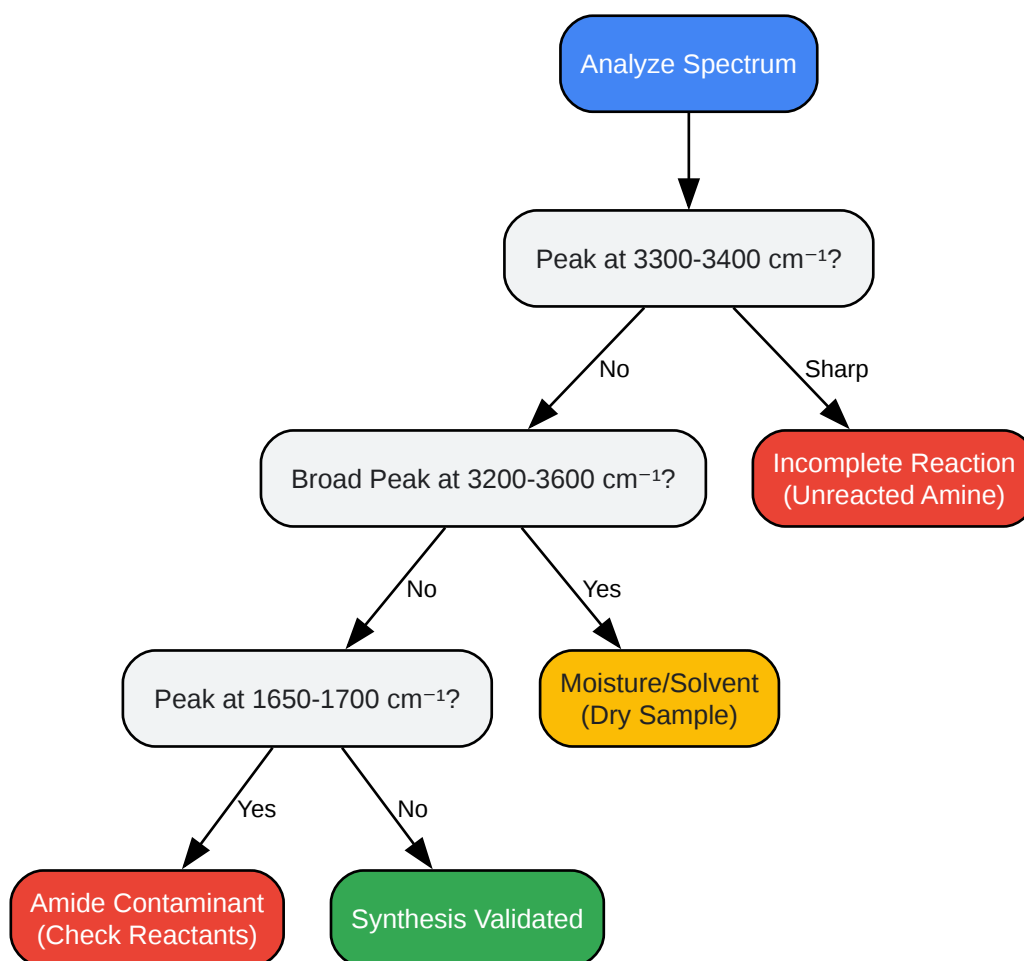 Analyze Spectrum
Peak at 3300-3400 cm⁻¹?
No
Sharp
Broad Peak at 3200-3600 cm⁻¹?
Incomplete Reaction
(Unreacted Amine)
No
Yes
Peak at 1650-1700 cm⁻¹?
Moisture/Solvent
(Dry Sample)
Yes
No
Amide Contaminant
(Check Reactants)
Synthesis Validated